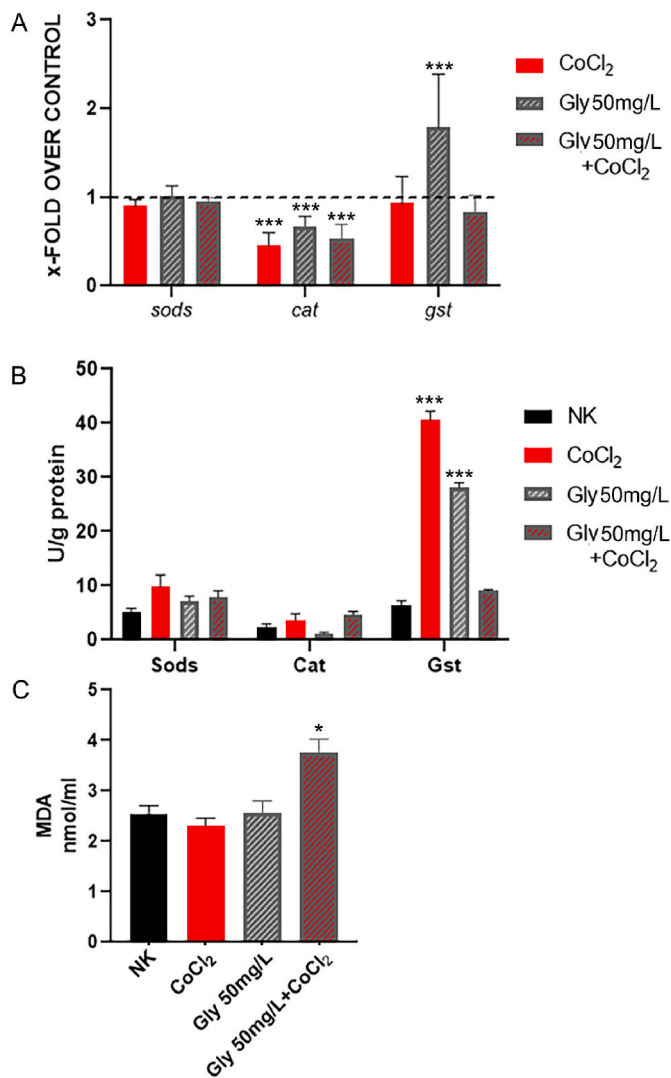 A
x-FOLD OVER CONTROL
3
2
1
0
***
***
***
***
sods
cat
gst
CoCl₂
Gly 50mg/L
Gly 50mg/L
+CoCl₂
B
U/g protein
50
40
30
20
10
0
***
***
Sods
Cat
Gst
NK
CoCl₂
Gly 50mg/L
Gly 50mg/L
+CoCl₂
C
MDA
nmol/ml
5
4
3
2
1
0
*
NK
CoCl₂
Gly 50mg/L
Gly 50mg/L+CoCl₂